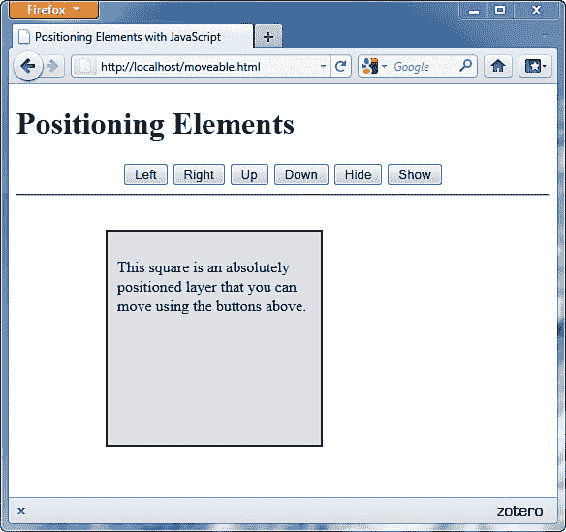 Firefox
Positioning Elements with JavaScript
http://localhost/moveable.html
Google
Positioning Elements
Left Right Up Down Hide Show
This square is an absolutely
positioned layer that you can
move using the buttons above.
x zotero